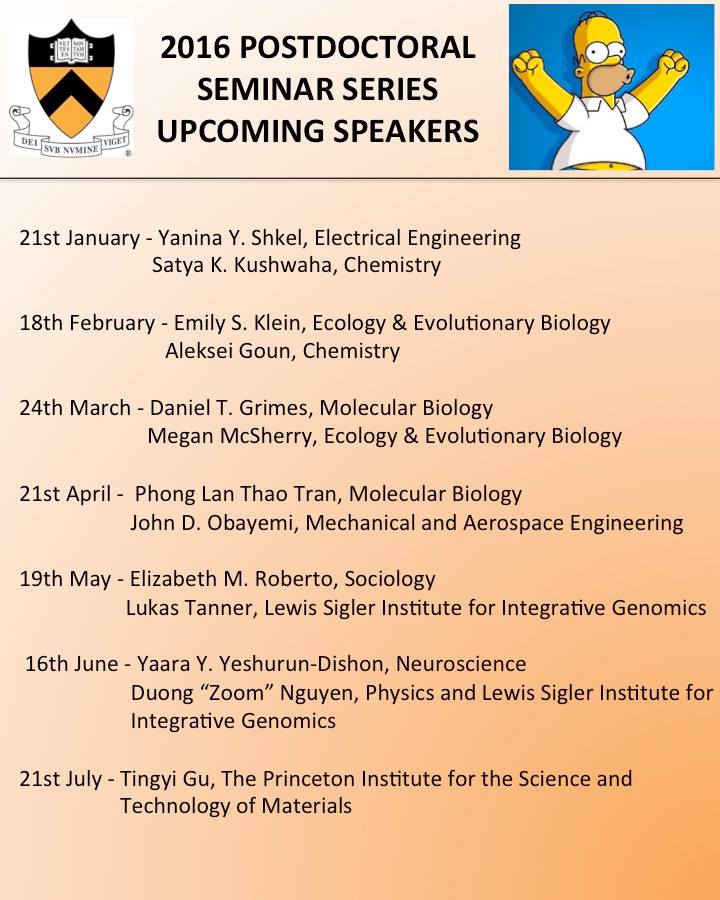 VET NOV
TES TAM
EN TVM
DEI SVB NVMINE VIGET
®
2016 POSTDOCTORAL
SEMINAR SERIES
UPCOMING SPEAKERS
21st January - Yanina Y. Shkel, Electrical Engineering
Satya K. Kushwaha, Chemistry
18th February - Emily S. Klein, Ecology & Evolutionary Biology
Aleksei Goun, Chemistry
24th March - Daniel T. Grimes, Molecular Biology
Megan McSherry, Ecology & Evolutionary Biology
21st April - Phong Lan Thao Tran, Molecular Biology
John D. Obayemi, Mechanical and Aerospace Engineering
19th May - Elizabeth M. Roberto, Sociology
Lukas Tanner, Lewis Sigler Institute for Integrative Genomics
16th June - Yaara Y. Yeshurun-Dishon, Neuroscience
Duong “Zoom” Nguyen, Physics and Lewis Sigler Institute for
Integrative Genomics
21st July - Tingyi Gu, The Princeton Institute for the Science and
Technology of Materials